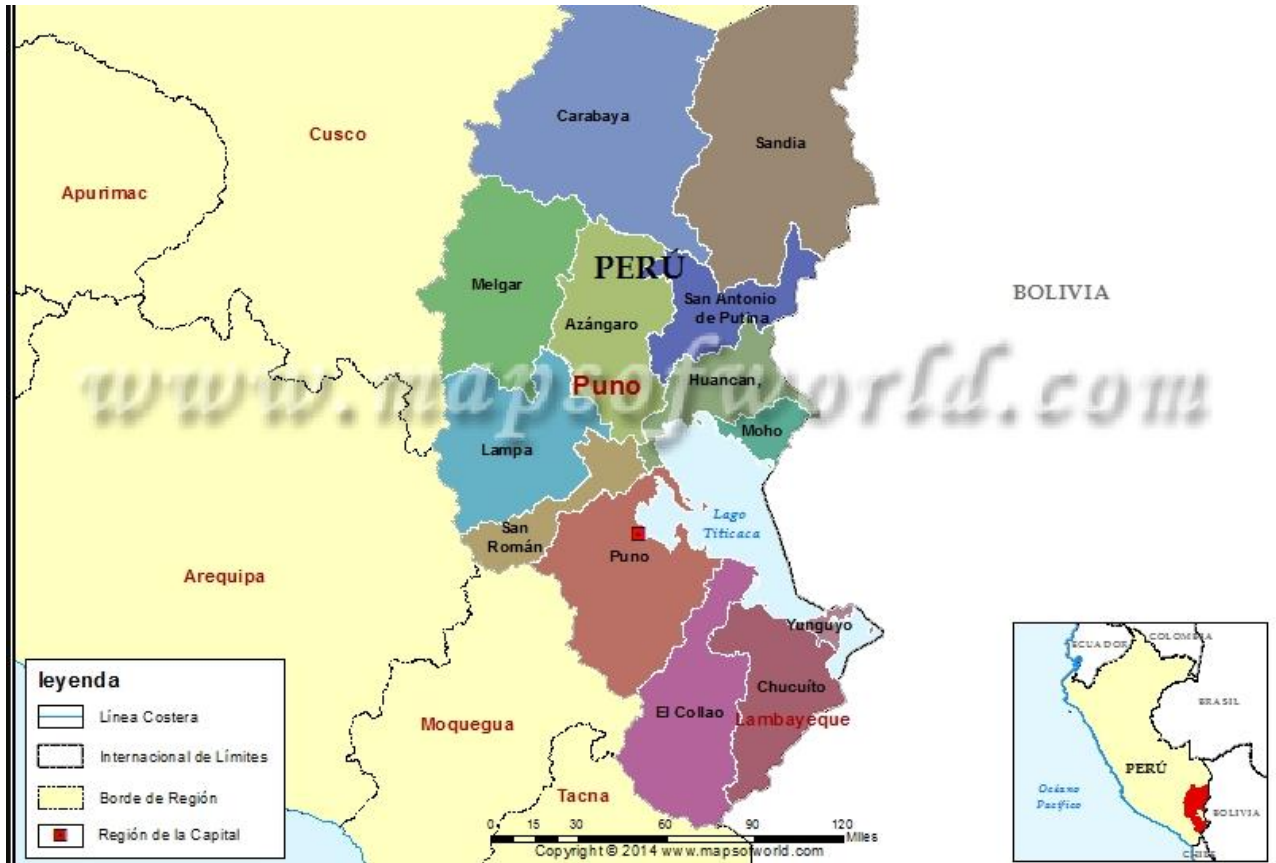 Carabaya
Cusco
Sandia
Apurimac
PERÚ
Melgar
BOLIVIA
San Antonio
de Putina
Azángaro
www.mapsofworld.com
Puno
Huancan,
Moho
Lampa
Lago
Titicaca
San
Román
Puno
Arequipa
Yunguyo
Chucuíto
El Collao
Lambayeque
Moquegua
Tacna
leyenda
Línea Costera
Internacional de Límites
Borde de Región
Región de la Capital
0 15 30 60 90 120
Miles
Copyright © 2014 www.mapsofworld.com
ECUADOR
COLOMBIA
BRASIL
PERÚ
Océano
Pacífico
BOLIVIA
CHILE